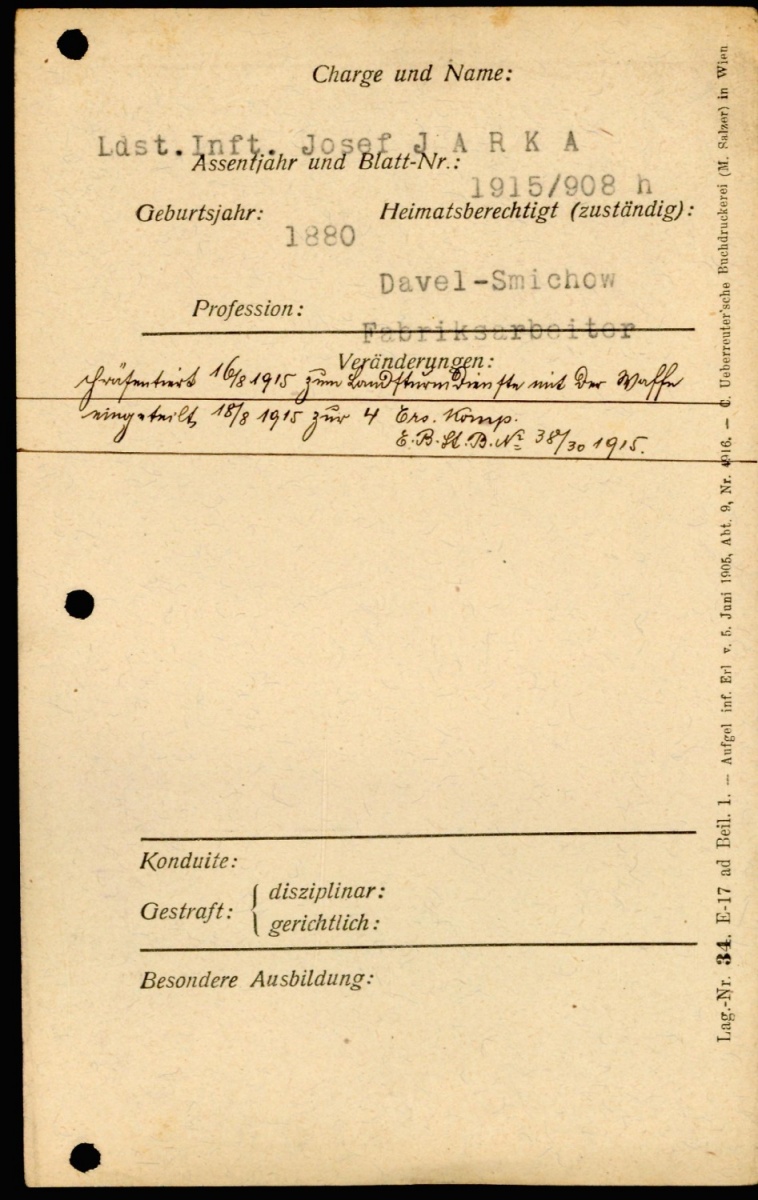 Charge und Name:
Ldst.Inft. Josef J A R K A
Assentjahr und Blatt-Nr.:
1915/908 h
Geburtsjahr: Heimatsberechtigt (zuständig):
1880
Davel-Smichow
Profession:
Fabriksarbeiter
Veränderungen:
Präsentiert 16/8 1915 zum Landsturmdienste mit der Waffe
eingeteilt 18/8 1915 zur 4 Ers. Komp.
E.B.St.B.No 38/30 1915.
Konduite:
Gestraft: { disziplinar:
gerichtlich:
Besondere Ausbildung:
Lag.-Nr. 34. E-17 ad Beil. 1. — Aufgel inf. Erl v. 5. Juni 1905, Abt. 9, Nr. 4916. — C. Ueberreuter'sche Buchdruckerei (M. Salzer) in Wien